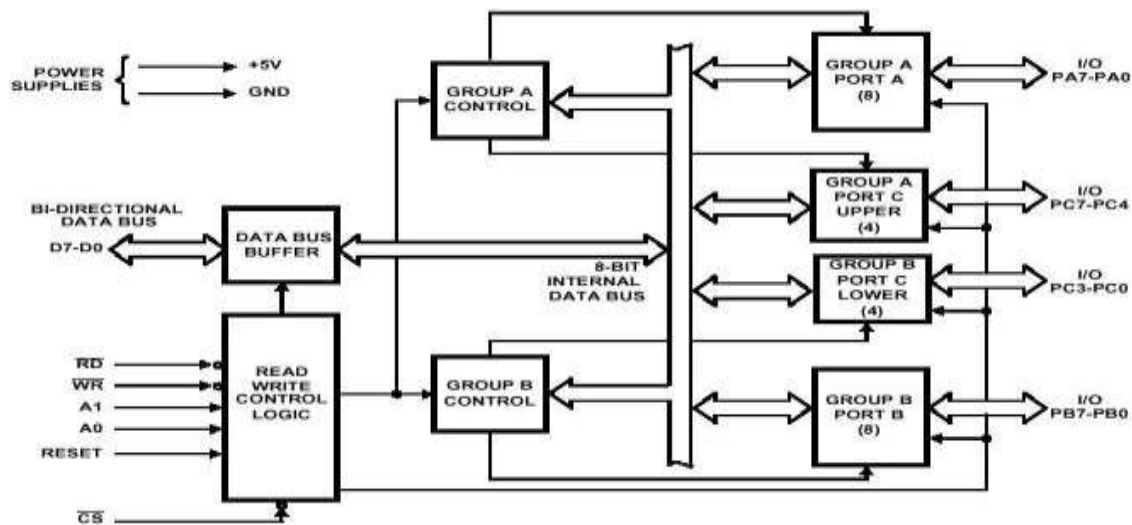 POWER
SUPPLIES
+5V
GND
GROUP A
CONTROL
GROUP A
PORT A
(8)
I/O
PA7-PA0
GROUP A
PORT C
UPPER
(4)
I/O
PC7-PC4
BI-DIRECTIONAL
DATA BUS
D7-D0
DATA BUS
BUFFER
8-BIT
INTERNAL
DATA BUS
GROUP B
PORT C
LOWER
(4)
I/O
PC3-PC0
RD
WR
A1
A0
RESET
CS
READ
WRITE
CONTROL
LOGIC
GROUP B
CONTROL
GROUP B
PORT B
(8)
I/O
PB7-PB0